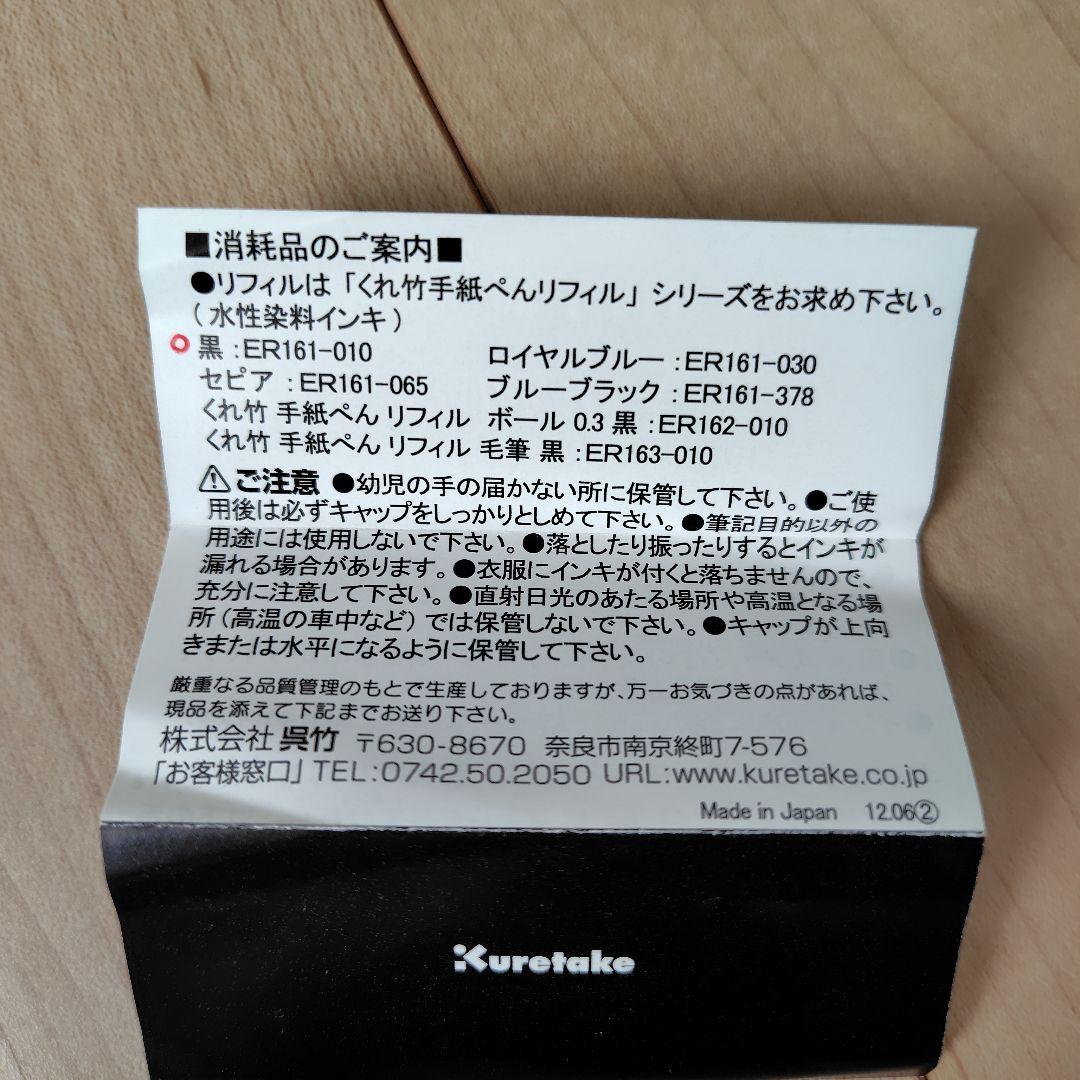 ■消耗品のご案内■
●リフィルは「くれ竹手紙ぺんリフィル」シリーズをお求め下さい。
(水性染料インキ)
黒:ER161-010 ロイヤルブルー:ER161-030
セピア:ER161-065 ブルーブラック:ER161-378
くれ竹 手紙ぺん リフィル ボール 0.3 黒:ER162-010
くれ竹 手紙ぺん リフィル 毛筆 黒:ER163-010
⚠ご注意 ●幼児の手の届かない所に保管して下さい。●ご使
用後は必ずキャップをしっかりとしめて下さい。●筆記目的以外の
用途には使用しないで下さい。●落としたり振ったりするとインキが
漏れる場合があります。●衣服にインキが付くと落ちませんので、
充分に注意して下さい。●直射日光のあたる場所や高温となる場
所(高温の車中など)では保管しないで下さい。●キャップが上向
きまたは水平になるように保管して下さい。
厳重なる品質管理のもとで生産しておりますが、万一お気づきの点があれば、
現品を添えて下記までお送り下さい。
株式会社 呉竹 〒630-8670 奈良市南京終町7-576
「お客様窓口」TEL:0742.50.2050 URL:www.kuretake.co.jp
Made in Japan 12.06②
Kuretake